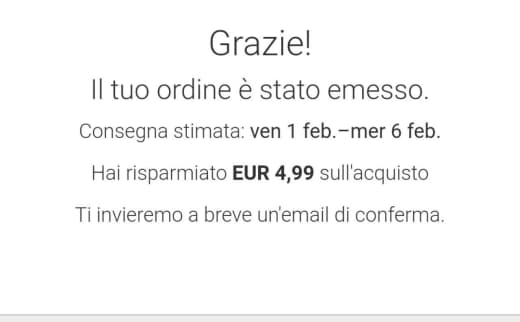 Grazie!
Il tuo ordine è stato emesso.
Consegna stimata: ven 1 feb.–mer 6 feb.
Hai risparmiato EUR 4,99 sull'acquisto
Ti invieremo a breve un'email di conferma.